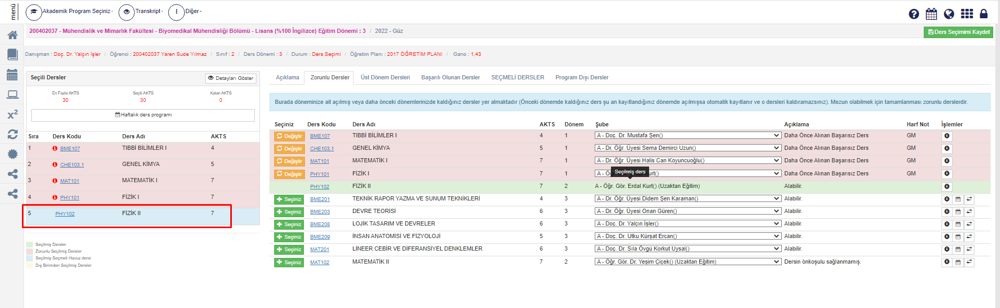 menü
Akademik Program Seçiniz-
Transkript-
Diğer-
200402037 - Mühendislik ve Mimarlık Fakültesi - Biyomedikal Mühendisliği Bölümü - Lisans (%100 İngilizce) Eğitim Dönemi : 3 / 2022 - Güz
Ders Seçimimi Kaydet
Danışman : Doç. Dr. Yalçın İşler / Öğrenci : 200402037 Yaren Sude Yılmaz / Sınıf : 2 / Ders Dönemi : 3 / Durum : Ders Seçimi / Öğretim Planı : 2017 ÖĞRETİM PLANI / Gano : 1,43
Seçili Dersler
Detayları Göster
En Fazla AKTS Seçili AKTS Kalan AKTS
30 30 0
Haftalık ders programı
Sıra Ders Kodu Ders Adı AKTS
1 BME107 TIBBİ BİLİMLER I 4
2 CHE103.1 GENEL KİMYA 5
3 MAT101 MATEMATİK I 7
4 PHY101 FİZİK I 7
5 PHY102 FİZİK II 7
Seçilmiş Dersler
Zorunlu Seçilmiş Dersler
Seçilmiş Seçmeli Havuz dersi
Dış Birimden Seçilmiş Dersler
Açıklama Zorunlu Dersler Üst Dönem Dersleri Başarılı Olunan Dersler SEÇMELİ DERSLER Program Dışı Dersler
Burada döneminize ait açılmış veya daha önceki dönemlerinizde kaldığınız dersler yer almaktadır (Önceki dönemde kaldığınız ders şu an kayıtlandığınız dönemde açılmışsa otomatik kayıtlanır ve o dersleri kaldıramazsınız). Mezun olabilmek için tamamlanması zorunlu derslerdir.
Seçiniz Ders Kodu Ders Adı AKTS Dönem Şube Açıklama Harf Not İşlemler
Değiştir BME107 TIBBİ BİLİMLER I 4 1 A - Doç. Dr. Mustafa Şen() Daha Önce Alınan Başarısız Ders GM
Değiştir CHE103.1 GENEL KİMYA 5 1 A - Dr. Öğr. Üyesi Sema Demirci Uzun() Daha Önce Alınan Başarısız Ders GM
Değiştir MAT101 MATEMATİK I 7 1 A - Dr. Öğr. Üyesi Halis Can Koyuncuoğlu() Daha Önce Alınan Başarısız Ders GM
Seçilmiş ders
Değiştir PHY101 FİZİK I 7 1 A - Kurt() Daha Önce Alınan Başarısız Ders GM
PHY102 FİZİK II 7 2 A - Öğr. Gör. Erdal Kurt() (Uzaktan Eğitim) Alabilir.
Seçiniz BME201 TEKNİK RAPOR YAZMA VE SUNUM TEKNİKLERİ 4 3 A - Dr. Öğr. Üyesi Didem Şen Karaman() Alabilir.
Seçiniz BME203 DEVRE TEORİSİ 6 3 A - Dr. Öğr. Üyesi Onan Güren() Alabilir.
Seçiniz BME208 LOJİK TASARIM VE DEVRELER 6 3 A - Doç. Dr. Yalçın İşler() Alabilir.
Seçiniz BME209 İNSAN ANATOMİSİ VE FİZYOLOJİ 5 3 A - Doç. Dr. Utku Kürşat Ercan() Alabilir.
Seçiniz MAT201 LİNEER CEBİR VE DİFERANSİYEL DENKLEMLER 6 3 A - Doç. Dr. Sıla Övgü Korkut Uysal() Alabilir.
Seçiniz MAT102 MATEMATİK II 7 2 A - Öğr. Gör. Dr. Yeşim Çiçek() (Uzaktan Eğitim) Dersin önkoşulu sağlanmamış.